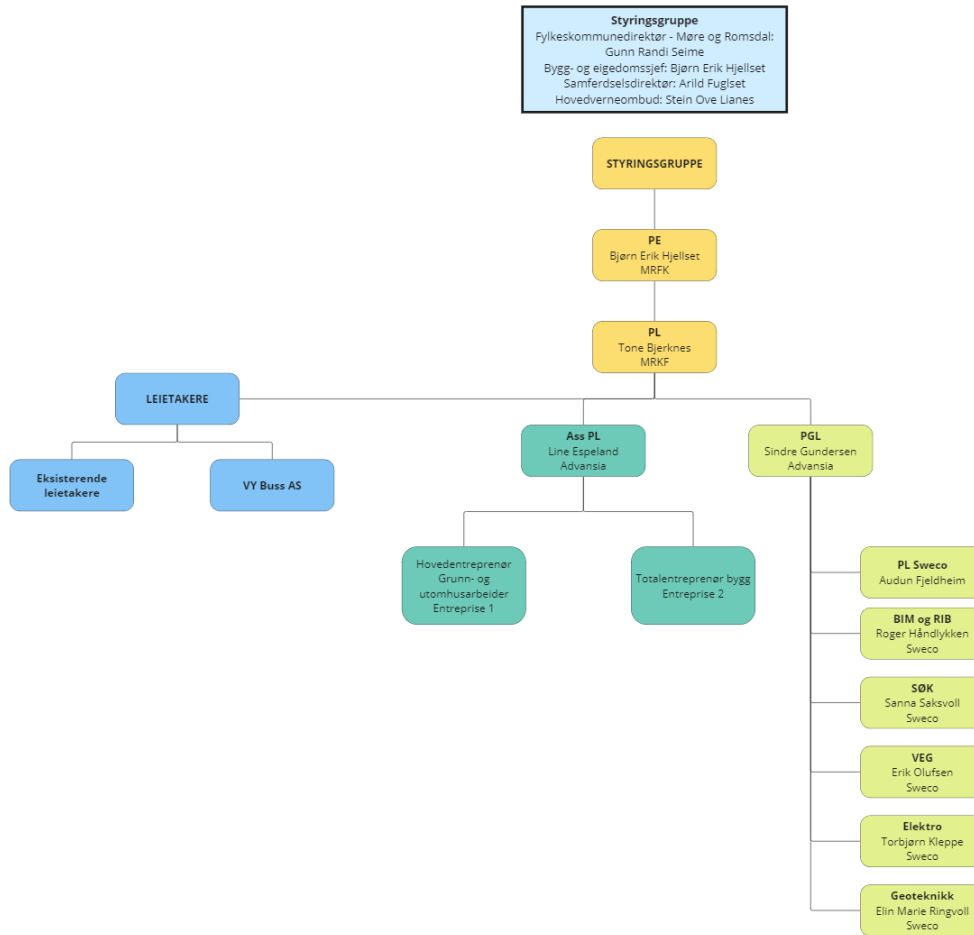 Styringsgruppe
Fylkeskommunedirektør - Møre og Romsdal:
Gunn Randi Seime
Bygg- og eigedomssjef: Bjørn Erik Hjellset
Samferdselsdirektør: Arild Fuglset
Hovedverneombud: Stein Ove Lianes
STYRINGSGRUPPE
PE
Bjørn Erik Hjellset
MRFK
PL
Tone Bjerknes
MRKF
LEIETAKERE
Eksisterende
leietakere
VY Buss AS
Ass PL
Line Espeland
Advansia
Hovedentreprenør
Grunn- og
utomhusarbeider
Entreprise 1
Totalentreprenør bygg
Entreprise 2
PGL
Sindre Gundersen
Advansia
PL Sweco
Audun Fjeldheim
BIM og RIB
Roger Håndlykken
Sweco
SØK
Sanna Saksvoll
Sweco
VEG
Erik Olufsen
Sweco
Elektro
Torbjørn Kleppe
Sweco
Geoteknikk
Elin Marie Ringvoll
Sweco